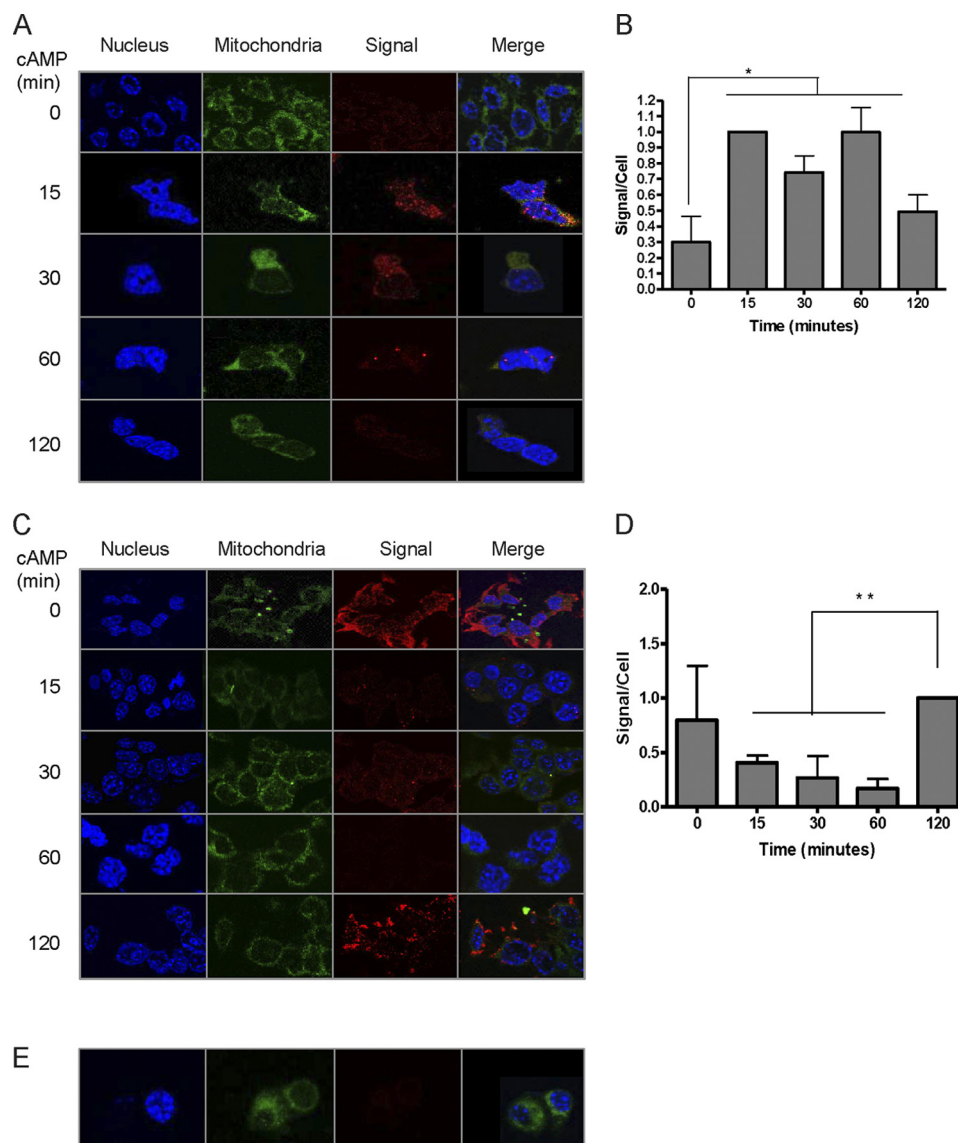 A
Nucleus Mitochondria Signal Merge
cAMP
(min)
0
15
30
60
120
B
*
Signal/Cell
1.2
1.1
1.0
0.9
0.8
0.7
0.6
0.5
0.4
0.3
0.2
0.1
0.0
0 15 30 60 120
Time (minutes)
C
Nucleus Mitochondria Signal Merge
cAMP
(min)
0
15
30
60
120
D
* *
Signal/Cell
2.0
1.5
1.0
0.5
0.0
0 15 30 60 120
Time (minutes)
E